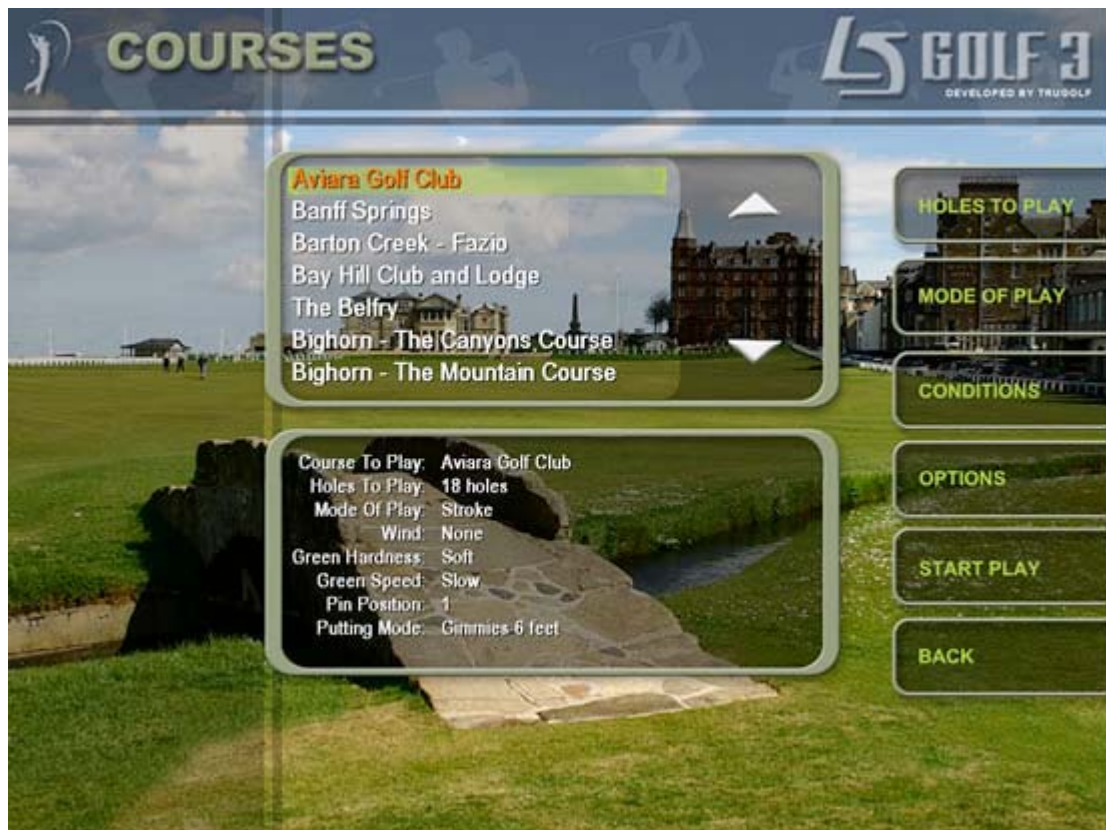 COURSES
LS GOLF 3
DEVELOPED BY TRUGOLF
Aviara Golf Club
Banff Springs
Barton Creek - Fazio
Bay Hill Club and Lodge
The Belfry
Bighorn - The Canyons Course
Bighorn - The Mountain Course
HOLES TO PLAY
MODE OF PLAY
CONDITIONS
OPTIONS
START PLAY
BACK
Course To Play: Aviara Golf Club
Holes To Play: 18 holes
Mode Of Play: Stroke
Wind: None
Green Hardness: Soft
Green Speed: Slow
Pin Position: 1
Putting Mode: Gimmies 6 feet